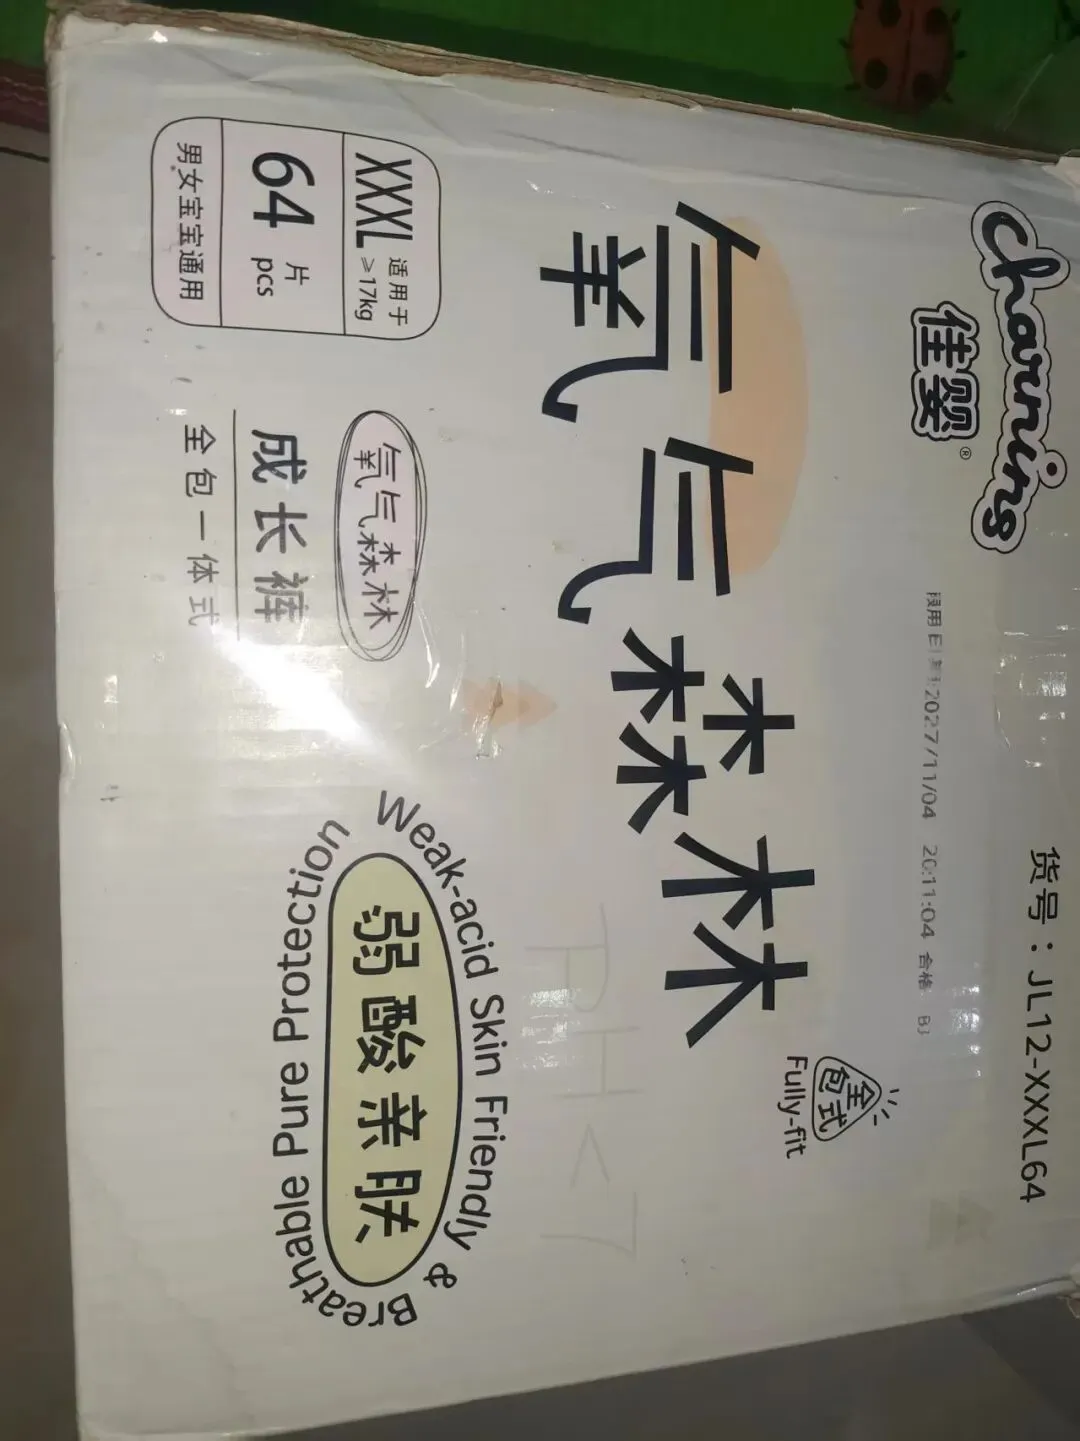 Charning
佳婴®
货号：JL12-XXXL64
限用日期:2027/11/04 20:11:04 合格 BJ
氧气森林
全包式
Fully-fit
PH<7
XXXL 适用于 ≥17kg
64 片 pcs
男女宝宝通用
氧气森林
成长裤
全包一体式
Weak-acid Skin Friendly &
Breathable Pure Protection
弱酸亲肤